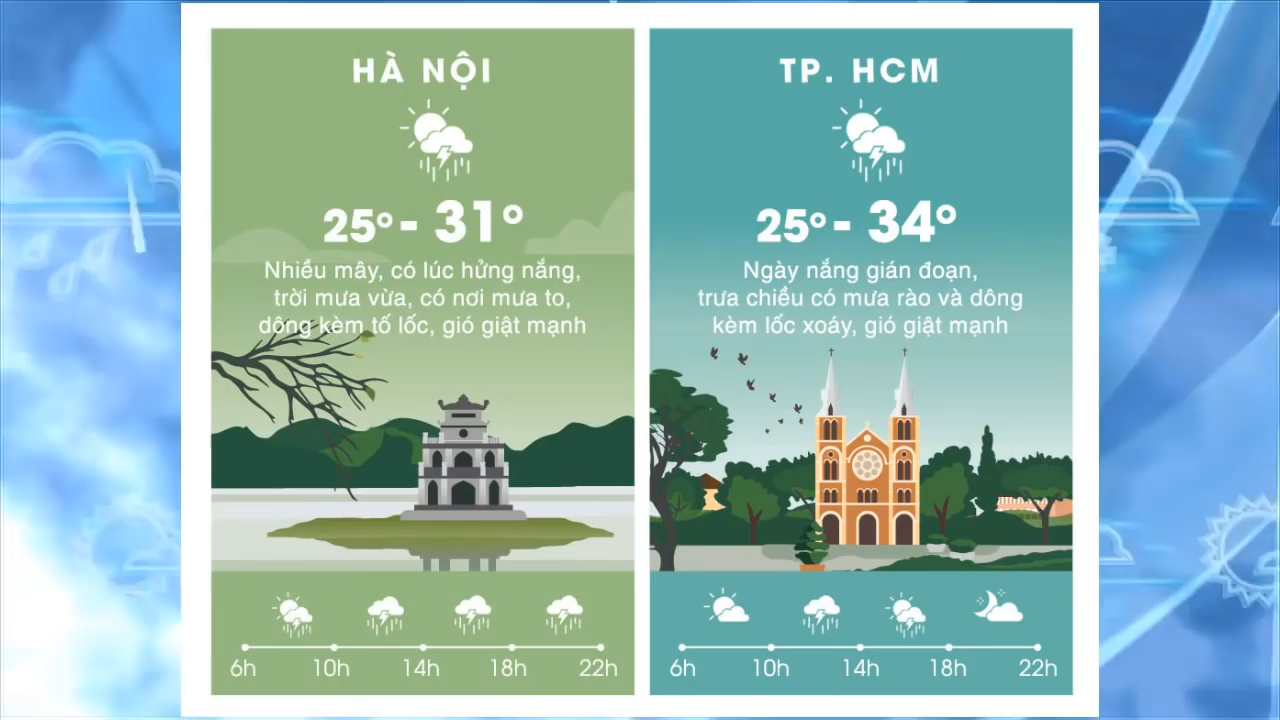 HÀ NỘI
25° - 31°
Nhiều mây, có lúc hửng nắng,
trời mưa vừa, có nơi mưa to,
dông kèm tố lốc, gió giật mạnh
6h 10h 14h 18h 22h
TP. HCM
25° - 34°
Ngày nắng gián đoạn,
trưa chiều có mưa rào và dông
kèm lốc xoáy, gió giật mạnh
6h 10h 14h 18h 22h